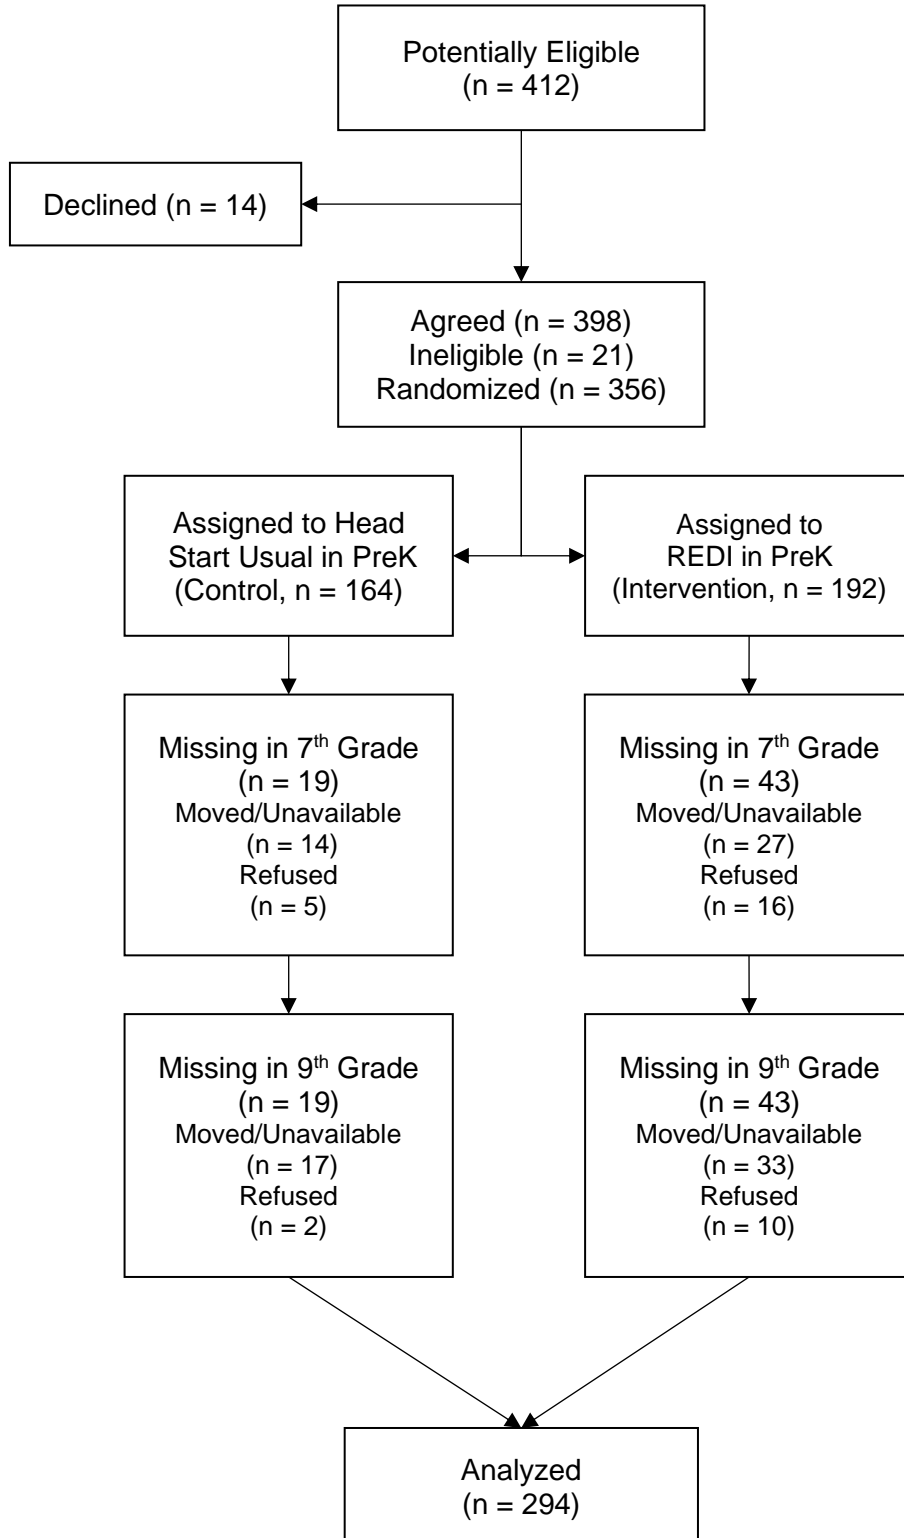 Potentially Eligible
(n = 412)
Declined (n = 14)
Agreed (n = 398)
Ineligible (n = 21)
Randomized (n = 356)
Assigned to Head
Start Usual in PreK
(Control, n = 164)
Assigned to
REDI in PreK
(Intervention, n = 192)
Missing in 7th Grade
(n = 19)
Moved/Unavailable
(n = 14)
Refused
(n = 5)
Missing in 7th Grade
(n = 43)
Moved/Unavailable
(n = 27)
Refused
(n = 16)
Missing in 9th Grade
(n = 19)
Moved/Unavailable
(n = 17)
Refused
(n = 2)
Missing in 9th Grade
(n = 43)
Moved/Unavailable
(n = 33)
Refused
(n = 10)
Analyzed
(n = 294)